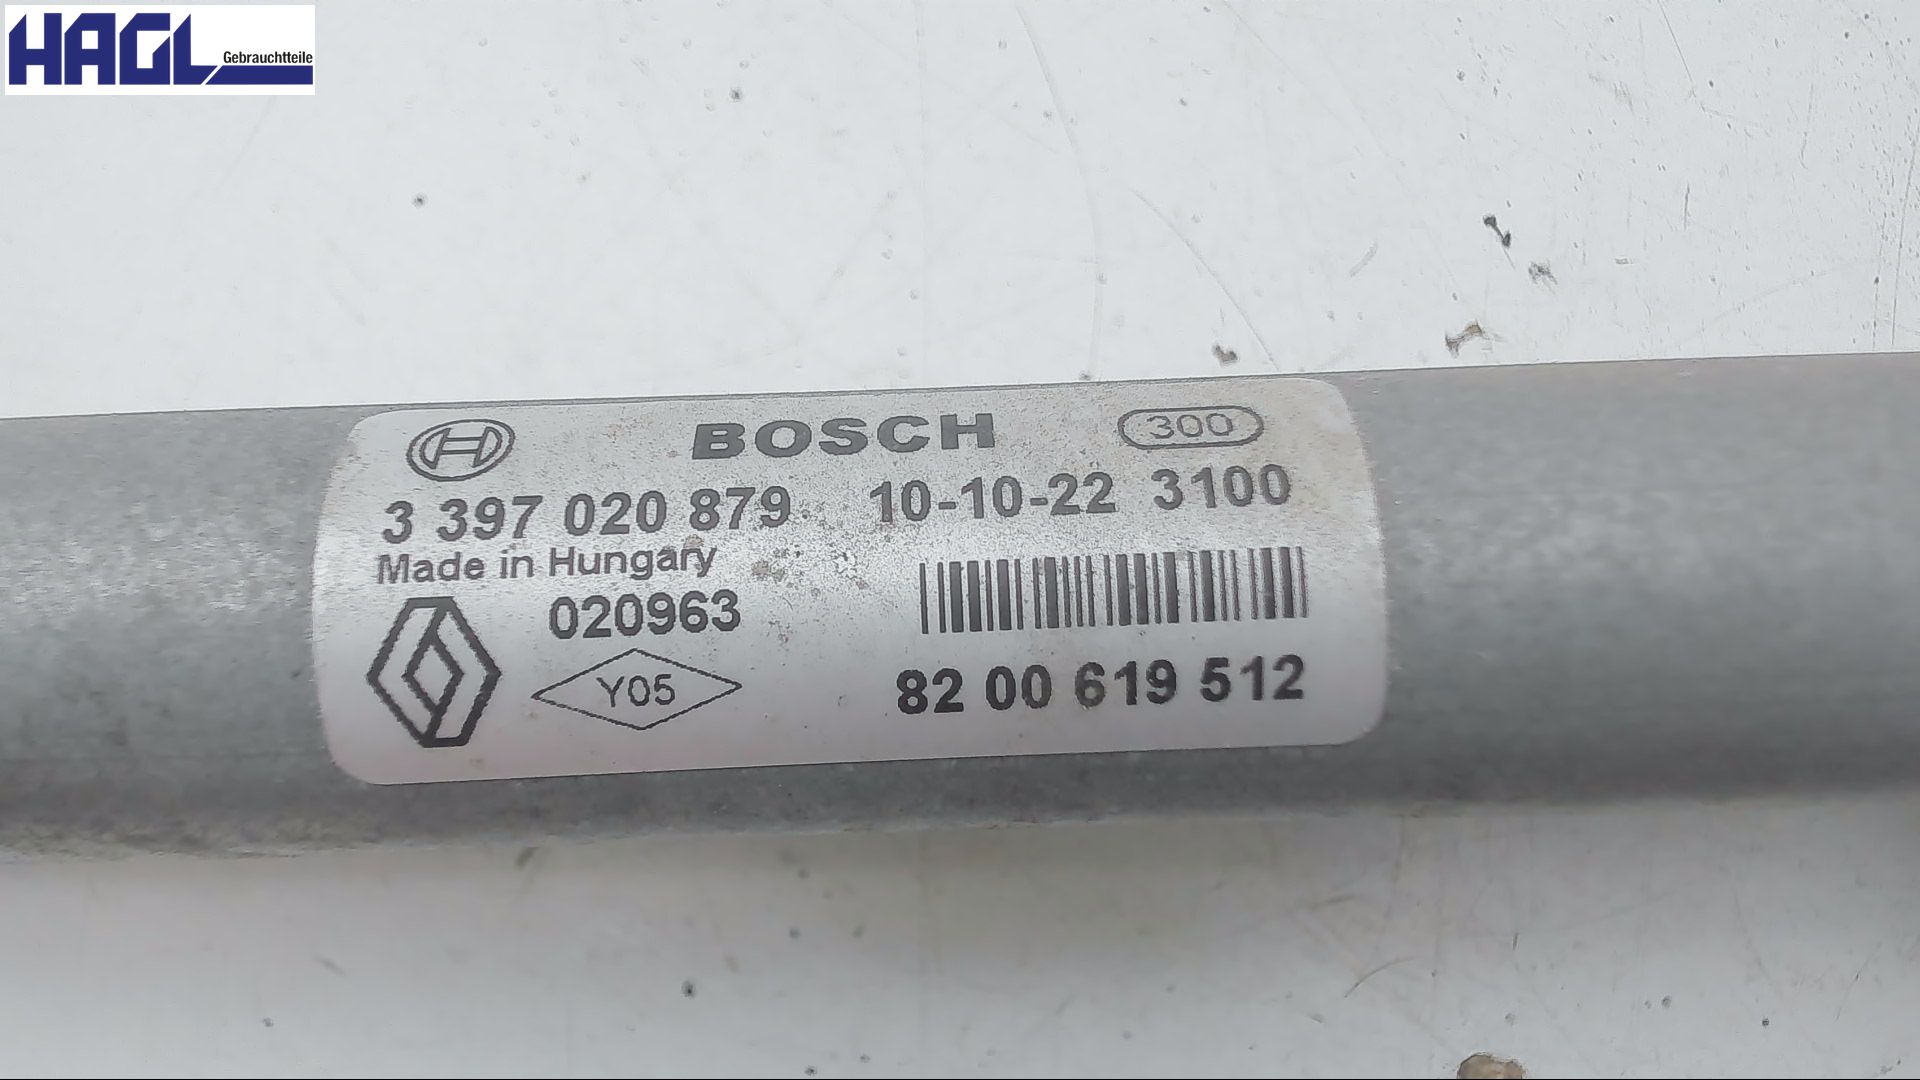 HAGL Gebrauchtteile
BOSCH 300
3 397 020 879 10-10-22 3100
Made in Hungary
020963
Y05 82 00 619 512